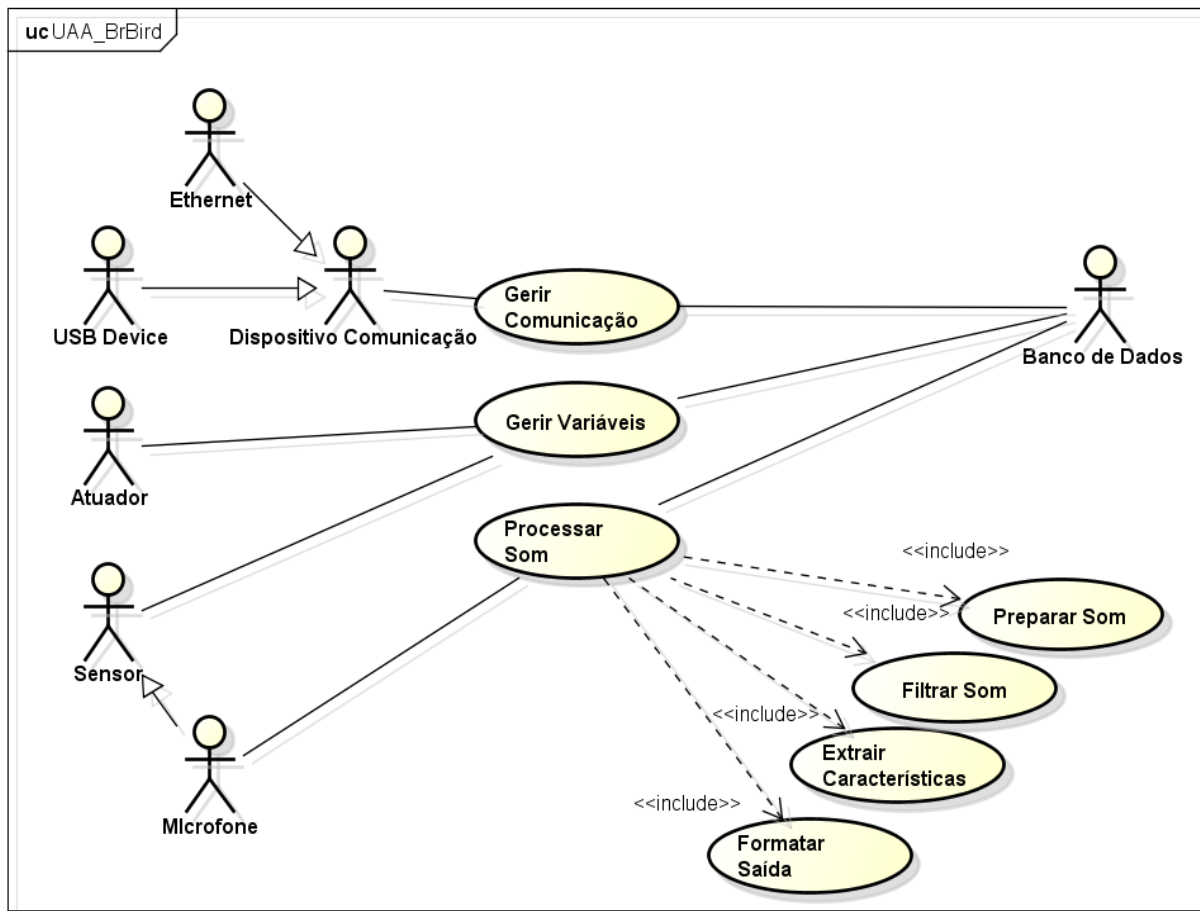 uc UAA_BrBird
Ethernet
USB Device
Dispositivo Comunicação
Gerir
Comunicação
Banco de Dados
Atuador
Gerir Variáveis
Processar
Som
<<include>>
Preparar Som
<<include>>
Filtrar Som
Sensor
<<include>>
Extrair
Características
MIcrofone
<<include>>
Formatar
Saída